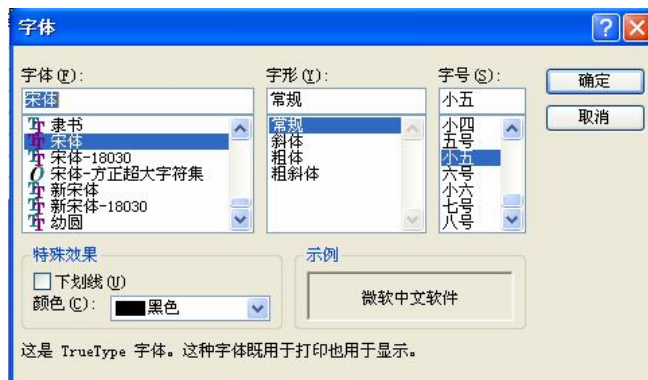 字体
字体(F): 字形(Y): 字号(S):
宋体 常规 小五 确定
取消
隶书
宋体
宋体-18030
宋体-方正超大字符集
新宋体
新宋体-18030
幼圆
常规
斜体
粗体
粗斜体
小四
五号
小五
六号
小六
七号
八号
特殊效果
下划线(U)
颜色(C): 黑色
示例
微软中文软件
这是 TrueType 字体。这种字体既用于打印也用于显示。